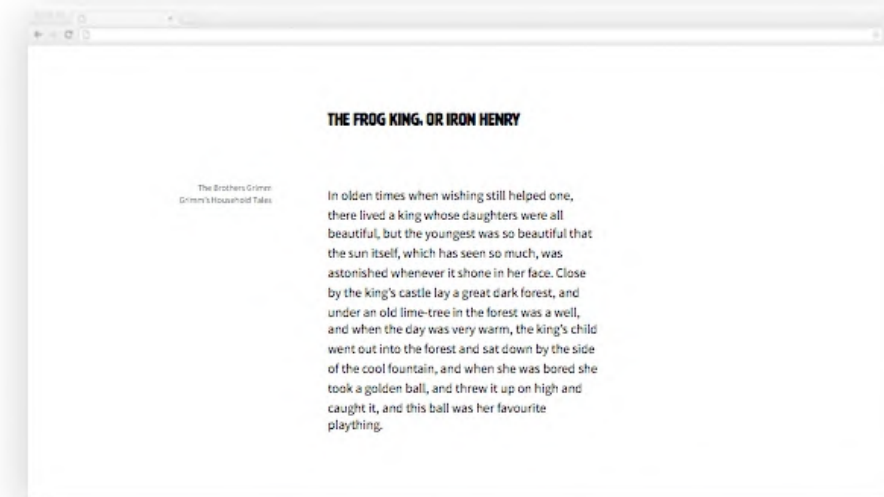 THE FROG KING, OR IRON HENRY
The Brothers Grimm
Grimm's Household Tales
In olden times when wishing still helped one,
there lived a king whose daughters were all
beautiful, but the youngest was so beautiful that
the sun itself, which has seen so much, was
astonished whenever it shone in her face. Close
by the king's castle lay a great dark forest, and
under an old lime-tree in the forest was a well,
and when the day was very warm, the king's child
went out into the forest and sat down by the side
of the cool fountain, and when she was bored she
took a golden ball, and threw it up on high and
caught it, and this ball was her favourite
plaything.